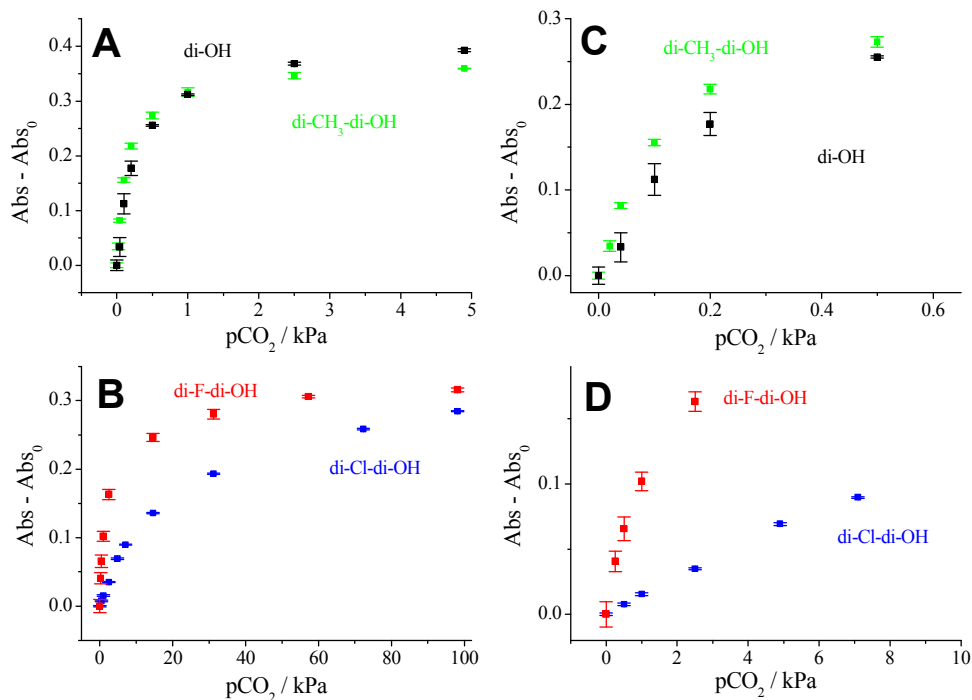 A
di-OH
di-CH₃-di-OH
Abs - Abs₀
0.4
0.3
0.2
0.1
0.0
0 1 2 3 4 5
pCO₂ / kPa
C
di-CH₃-di-OH
di-OH
Abs - Abs₀
0.3
0.2
0.1
0.0
0.0 0.2 0.4 0.6
pCO₂ / kPa
B
di-F-di-OH
di-Cl-di-OH
Abs - Abs₀
0.3
0.2
0.1
0.0
0 20 40 60 80 100
pCO₂ / kPa
D
di-F-di-OH
di-Cl-di-OH
Abs - Abs₀
0.1
0.0
0 2 4 6 8 10
pCO₂ / kPa